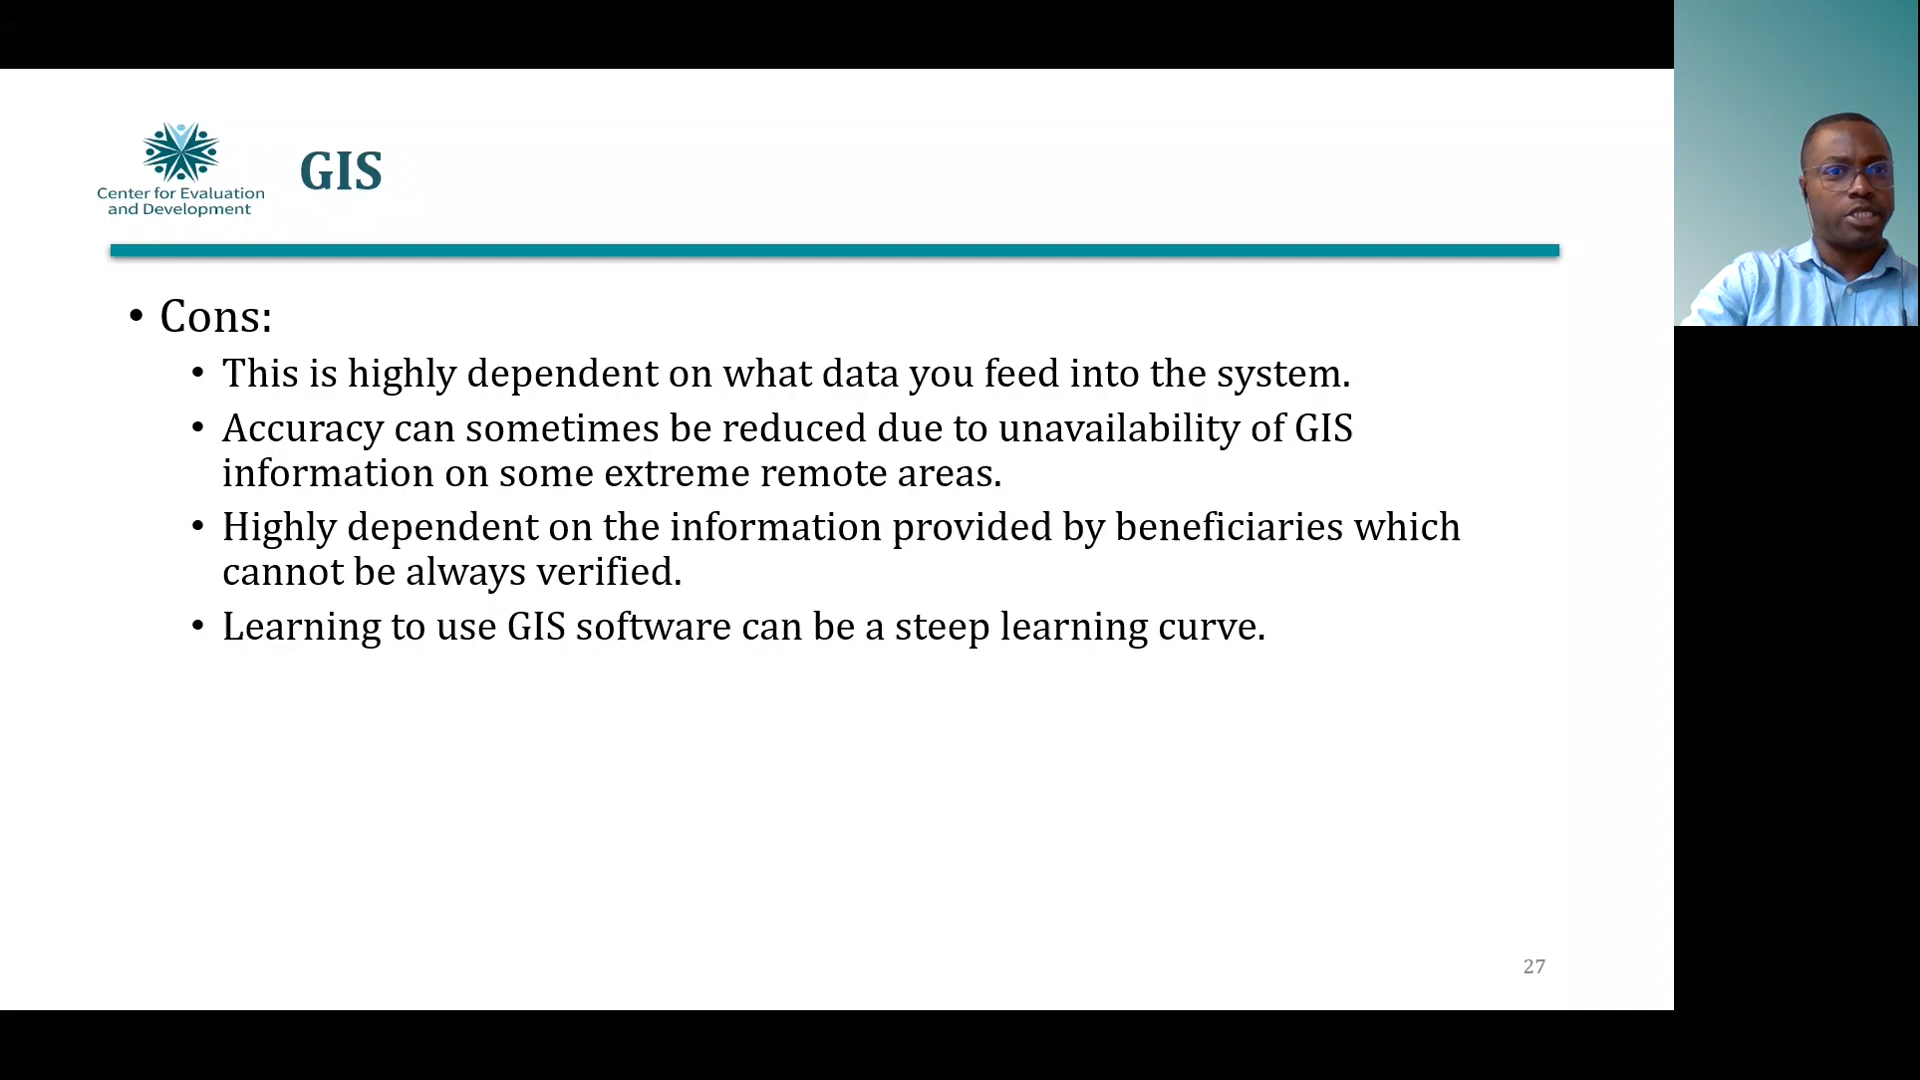 Center for Evaluation
and Development
GIS
• Cons:
• This is highly dependent on what data you feed into the system.
• Accuracy can sometimes be reduced due to unavailability of GIS
information on some extreme remote areas.
• Highly dependent on the information provided by beneficiaries which
cannot be always verified.
• Learning to use GIS software can be a steep learning curve.
27